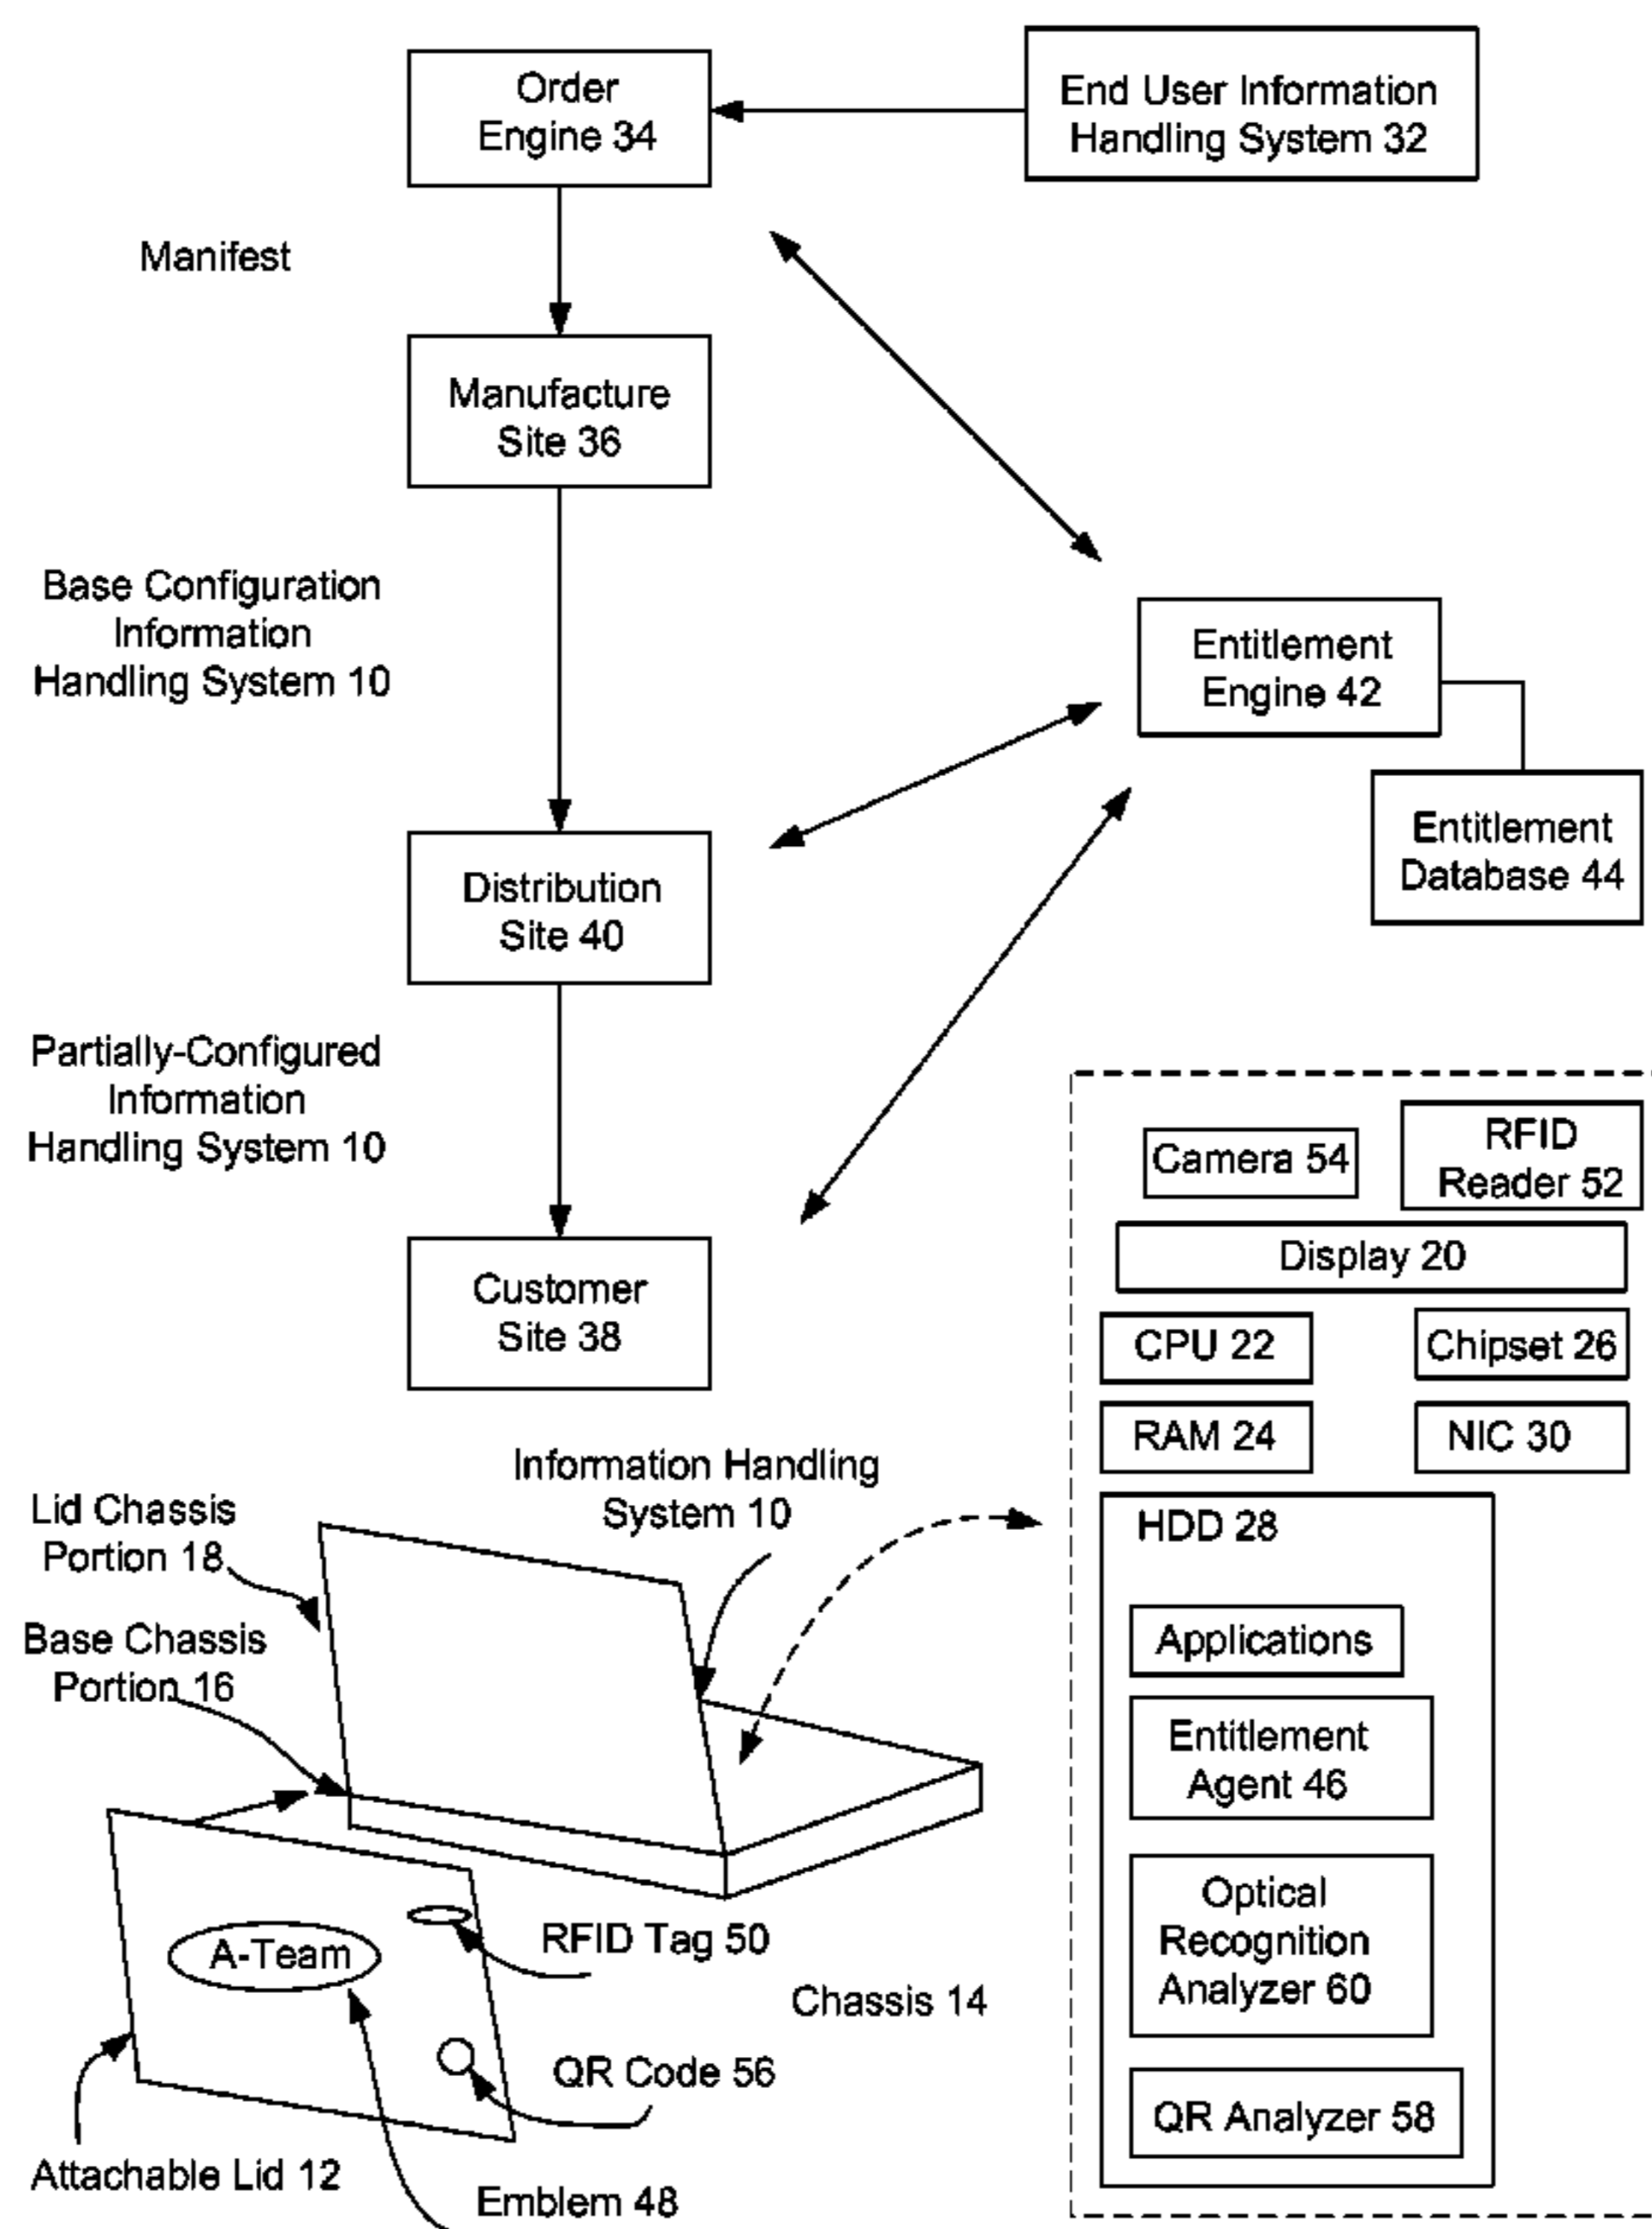 Order
Engine 34
End User Information
Handling System 32
Manifest
Manufacture
Site 36
Base Configuration
Information
Handling System 10
Entitlement
Engine 42
Entitlement
Database 44
Distribution
Site 40
Partially-Configured
Information
Handling System 10
Customer
Site 38
Camera 54
RFID
Reader 52
Display 20
CPU 22
Chipset 26
RAM 24
NIC 30
HDD 28
Applications
Entitlement
Agent 46
Optical
Recognition
Analyzer 60
QR Analyzer 58
Information Handling
System 10
Lid Chassis
Portion 18
Base Chassis
Portion 16
A-Team
RFID Tag 50
Chassis 14
QR Code 56
Attachable Lid 12
Emblem 48